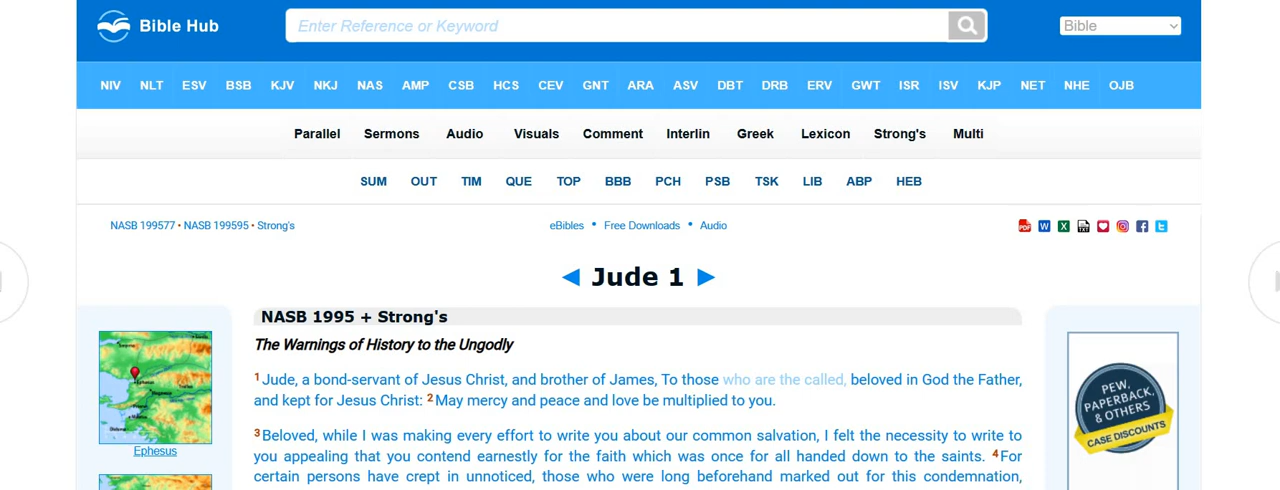 Bible Hub
Enter Reference or Keyword
Bible
NIV NLT ESV BSB KJV NKJ NAS AMP CSB HCS CEV GNT ARA ASV DBT DRB ERV GWT ISR ISV KJP NET NHE OJB
Parallel Sermons Audio Visuals Comment Interlin Greek Lexicon Strong's Multi
SUM OUT TIM QUE TOP BBB PCH PSB TSK LIB ABP HEB
NASB 199577 • NASB 199595 • Strong's
eBibles • Free Downloads • Audio
◄ Jude 1 ►
NASB 1995 + Strong's
The Warnings of History to the Ungodly
1 Jude, a bond-servant of Jesus Christ, and brother of James, To those who are the called, beloved in God the Father,
and kept for Jesus Christ: 2 May mercy and peace and love be multiplied to you.
3 Beloved, while I was making every effort to write you about our common salvation, I felt the necessity to write to
you appealing that you contend earnestly for the faith which was once for all handed down to the saints. 4 For
certain persons have crept in unnoticed, those who were long beforehand marked out for this condemnation,
Ephesus
PEW,
PAPERBACK,
& OTHERS
CASE DISCOUNTS